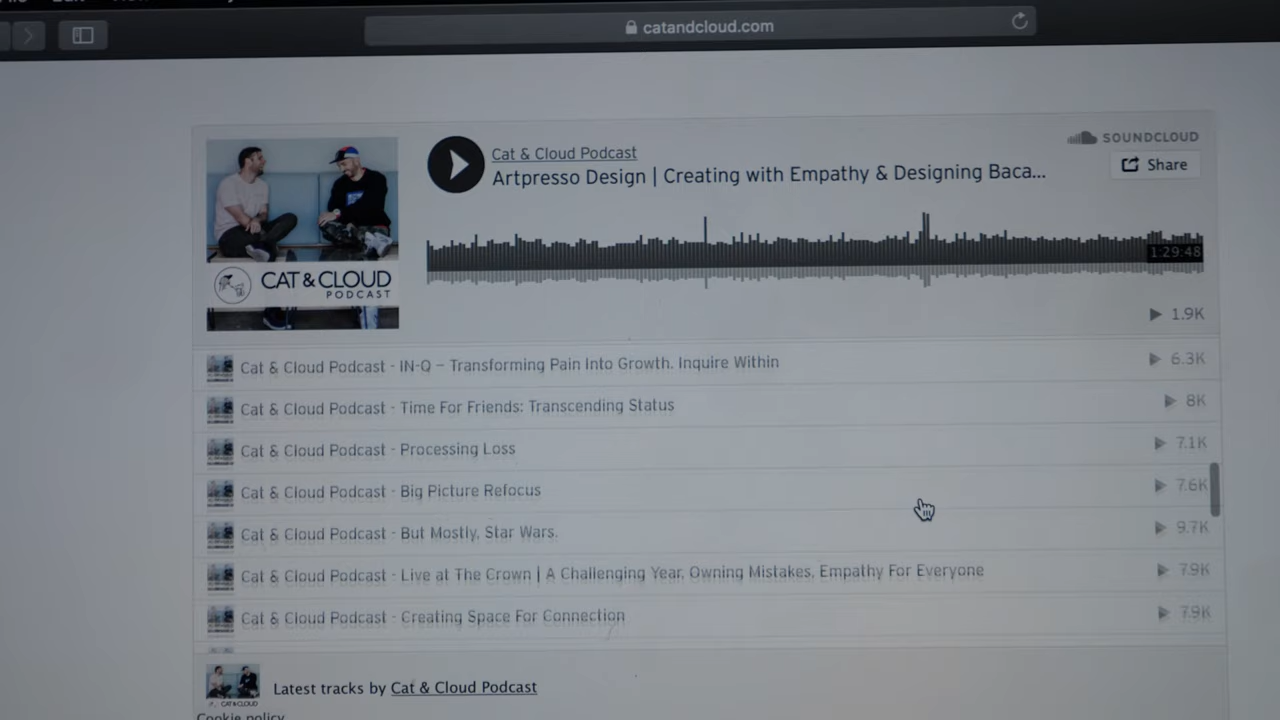 catandcloud.com
SOUNDCLOUD
Cat & Cloud Podcast
Share
Artpresso Design | Creating with Empathy & Designing Baca...
1:29:48
CAT & CLOUD
PODCAST
1.9K
Cat & Cloud Podcast - IN-Q – Transforming Pain Into Growth. Inquire Within 6.3K
Cat & Cloud Podcast - Time For Friends: Transcending Status 8K
Cat & Cloud Podcast - Processing Loss 7.1K
Cat & Cloud Podcast - Big Picture Refocus 7.6K
Cat & Cloud Podcast - But Mostly, Star Wars. 9.7K
Cat & Cloud Podcast - Live at The Crown | A Challenging Year, Owning Mistakes, Empathy For Everyone 7.9K
Cat & Cloud Podcast - Creating Space For Connection 7.9K
Latest tracks by Cat & Cloud Podcast
CAT & CLOUD
Cookie policy